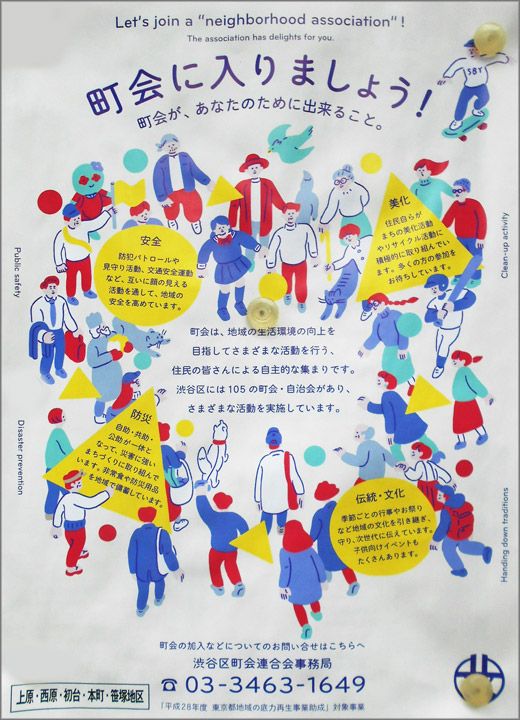 Let's join a "neighborhood association"!
The association has delights for you.
町会に入りましょう!
町会が、あなたのために出来ること。
SBY
安全
防犯パトロールや
見守り活動、交通安全運動
など、互いに顔の見える
活動を通して、地域の
安全を高めています。
Public safety
美化
住民自らが
まちの美化活動
やリサイクル活動に
積極的に取り組んでい
ます。多くの方の参加を
お待ちしています。
Clean-up activity
町会は、地域の生活環境の向上を
目指してさまざまな活動を行う、
住民の皆さんによる自主的な集まりです。
渋谷区には105の町会・自治会があり、
さまざまな活動を実施しています。
防災
自助・共助・
公助が一体と
なって、災害に強い
まちづくりに取り組んで
います。非常食や防災用品
を地域で備蓄しています。
Disaster prevention
伝統・文化
季節ごとの行事やお祭り
など地域の文化を引き継ぎ、
守り、次世代に伝えています。
子供向けイベントも
たくさんあります。
Handing down traditions
町会の加入などについてのお問い合せはこちらへ
渋谷区町会連合会事務局
☎ 03-3463-1649
「平成28年度 東京都地域の底力再生事業助成」対象事業
上原・西原・初台・本町・笹塚地区